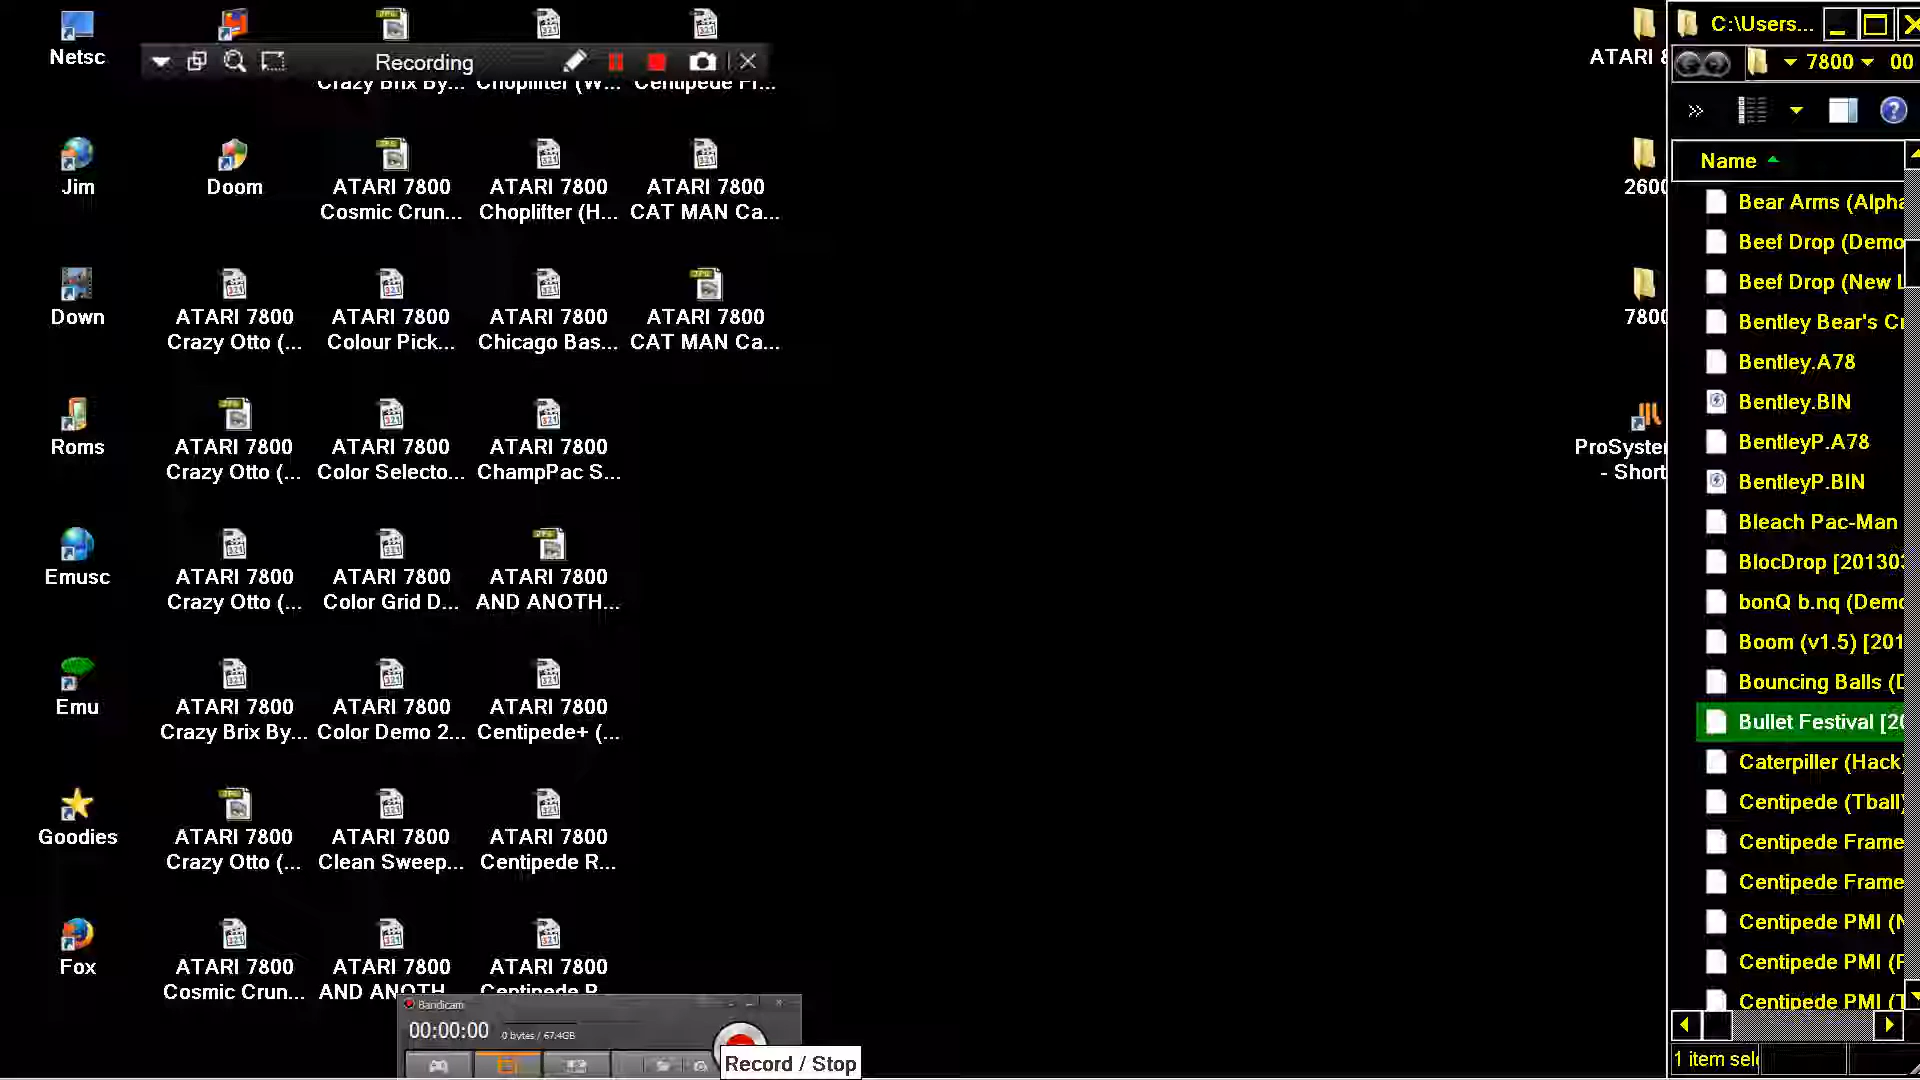 Netsc
Recording
Crazy Brix By...
Choplifter (W...
Centipede Fr...
Jim
Doom
ATARI 7800
Cosmic Crun...
ATARI 7800
Choplifter (H...
ATARI 7800
CAT MAN Ca...
Down
ATARI 7800
Crazy Otto (...
ATARI 7800
Colour Pick...
ATARI 7800
Chicago Bas...
ATARI 7800
CAT MAN Ca...
Roms
ATARI 7800
Crazy Otto (...
ATARI 7800
Color Selecto...
ATARI 7800
ChampPac S...
Emusc
ATARI 7800
Crazy Otto (...
ATARI 7800
Color Grid D...
ATARI 7800
AND ANOTH...
Emu
ATARI 7800
Crazy Brix By...
ATARI 7800
Color Demo 2...
ATARI 7800
Centipede+ (...
Goodies
ATARI 7800
Crazy Otto (...
ATARI 7800
Clean Sweep...
ATARI 7800
Centipede R...
Fox
ATARI 7800
Cosmic Crun...
ATARI 7800
AND ANOTH...
ATARI 7800
Centipede R...
Bandicam
00:00:00
0 bytes / 67.4GB
Record / Stop
ATARI 8
2600
7800
ProSystem
- Short
C:\Users...
7800
00
Name
Bear Arms (Alpha
Beef Drop (Demo
Beef Drop (New L
Bentley Bear's Cr
Bentley.A78
Bentley.BIN
BentleyP.A78
BentleyP.BIN
Bleach Pac-Man
BlocDrop [201303
bonQ b.nq (Demo
Boom (v1.5) [201
Bouncing Balls (D
Bullet Festival [20
Caterpiller (Hack)
Centipede (Tball)
Centipede Frame
Centipede Frame
Centipede PMI (N
Centipede PMI (P
Centipede PMI (T
1 item sele